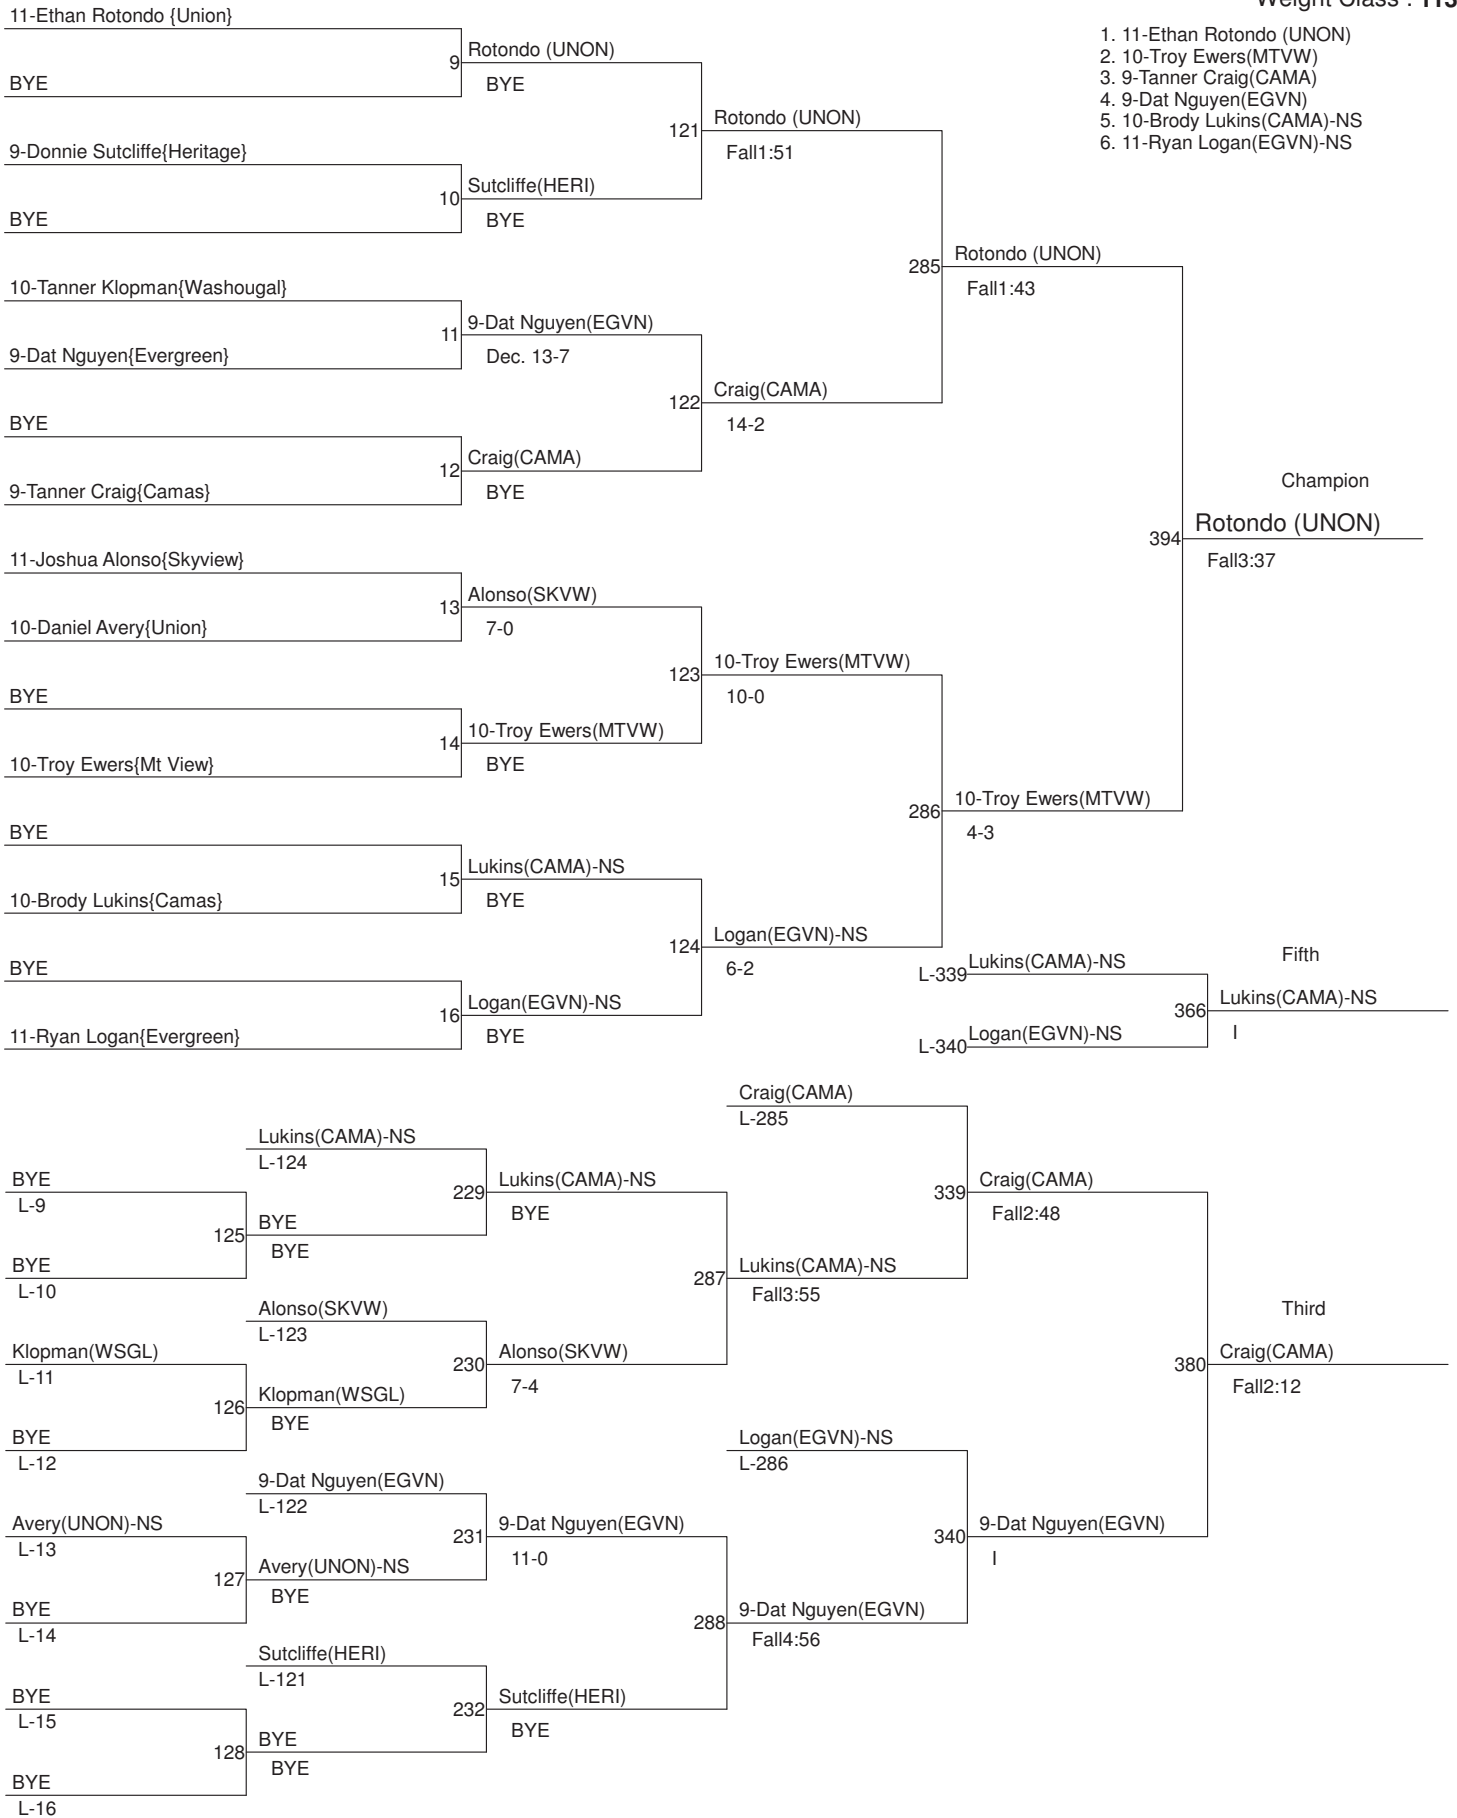 Weight Class : 113
1. 11-Ethan Rotondo (UNON)
2. 10-Troy Ewers(MTVW)
3. 9-Tanner Craig(CAMA)
4. 9-Dat Nguyen(EGVN)
5. 10-Brody Lukins(CAMA)-NS
6. 11-Ryan Logan(EGVN)-NS
11-Ethan Rotondo {Union}
BYE
9-Donnie Sutcliffe{Heritage}
BYE
10-Tanner Klopman{Washougal}
9-Dat Nguyen{Evergreen}
BYE
9-Tanner Craig{Camas}
11-Joshua Alonso{Skyview}
10-Daniel Avery{Union}
BYE
10-Troy Ewers{Mt View}
BYE
10-Brody Lukins{Camas}
BYE
11-Ryan Logan{Evergreen}
9
Rotondo (UNON)
BYE
10
Sutcliffe(HERI)
BYE
11
9-Dat Nguyen(EGVN)
Dec. 13-7
12
Craig(CAMA)
BYE
13
Alonso(SKVW)
7-0
14
10-Troy Ewers(MTVW)
BYE
15
Lukins(CAMA)-NS
BYE
16
Logan(EGVN)-NS
BYE
121
Rotondo (UNON)
Fall1:51
122
Craig(CAMA)
14-2
123
10-Troy Ewers(MTVW)
10-0
124
Logan(EGVN)-NS
6-2
285
Rotondo (UNON)
Fall1:43
286
10-Troy Ewers(MTVW)
4-3
Champion
394
Rotondo (UNON)
Fall3:37
L-339
Lukins(CAMA)-NS
L-340
Logan(EGVN)-NS
Fifth
366
Lukins(CAMA)-NS
I
BYE
L-9
BYE
L-10
Klopman(WSGL)
L-11
BYE
L-12
Avery(UNON)-NS
L-13
BYE
L-14
BYE
L-15
BYE
L-16
Lukins(CAMA)-NS
L-124
125
BYE
BYE
Alonso(SKVW)
L-123
126
Klopman(WSGL)
BYE
9-Dat Nguyen(EGVN)
L-122
127
Avery(UNON)-NS
BYE
Sutcliffe(HERI)
L-121
128
BYE
BYE
229
Lukins(CAMA)-NS
BYE
230
Alonso(SKVW)
7-4
231
9-Dat Nguyen(EGVN)
11-0
232
Sutcliffe(HERI)
BYE
Craig(CAMA)
L-285
287
Lukins(CAMA)-NS
Fall3:55
Logan(EGVN)-NS
L-286
288
9-Dat Nguyen(EGVN)
Fall4:56
339
Craig(CAMA)
Fall2:48
340
9-Dat Nguyen(EGVN)
I
Third
380
Craig(CAMA)
Fall2:12